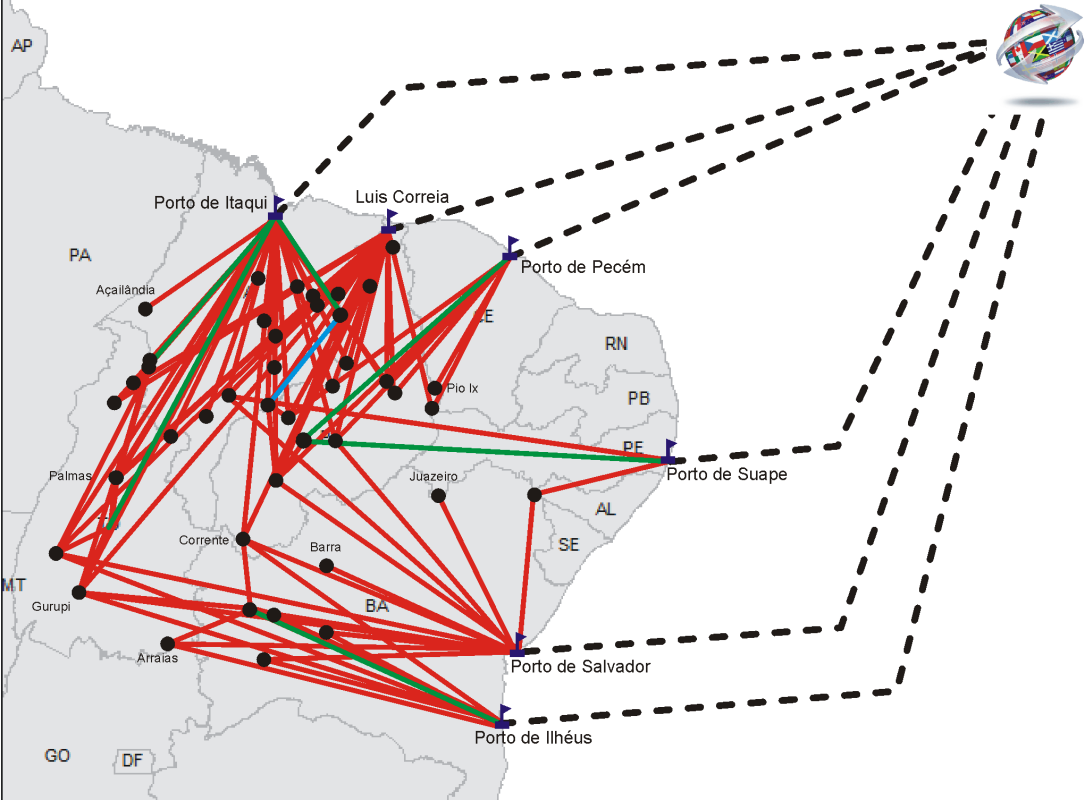 AP
Porto de Itaqui
Luis Correia
PA
Porto de Pecém
Açailândia
CE
RN
Pio Ix
PB
PE
Palmas
Juazeiro
Porto de Suape
AL
Corrente
Barra
SE
MT
Gurupi
BA
Arraias
Porto de Salvador
Porto de Ilhéus
GO
DF